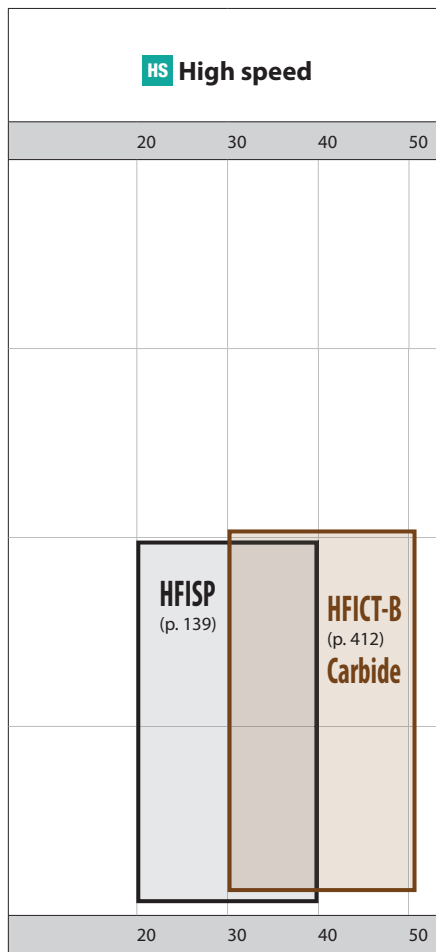 HS High speed
20 30 40 50
HFISP
(p. 139)
HFICT-B
(p. 412)
Carbide
20 30 40 50